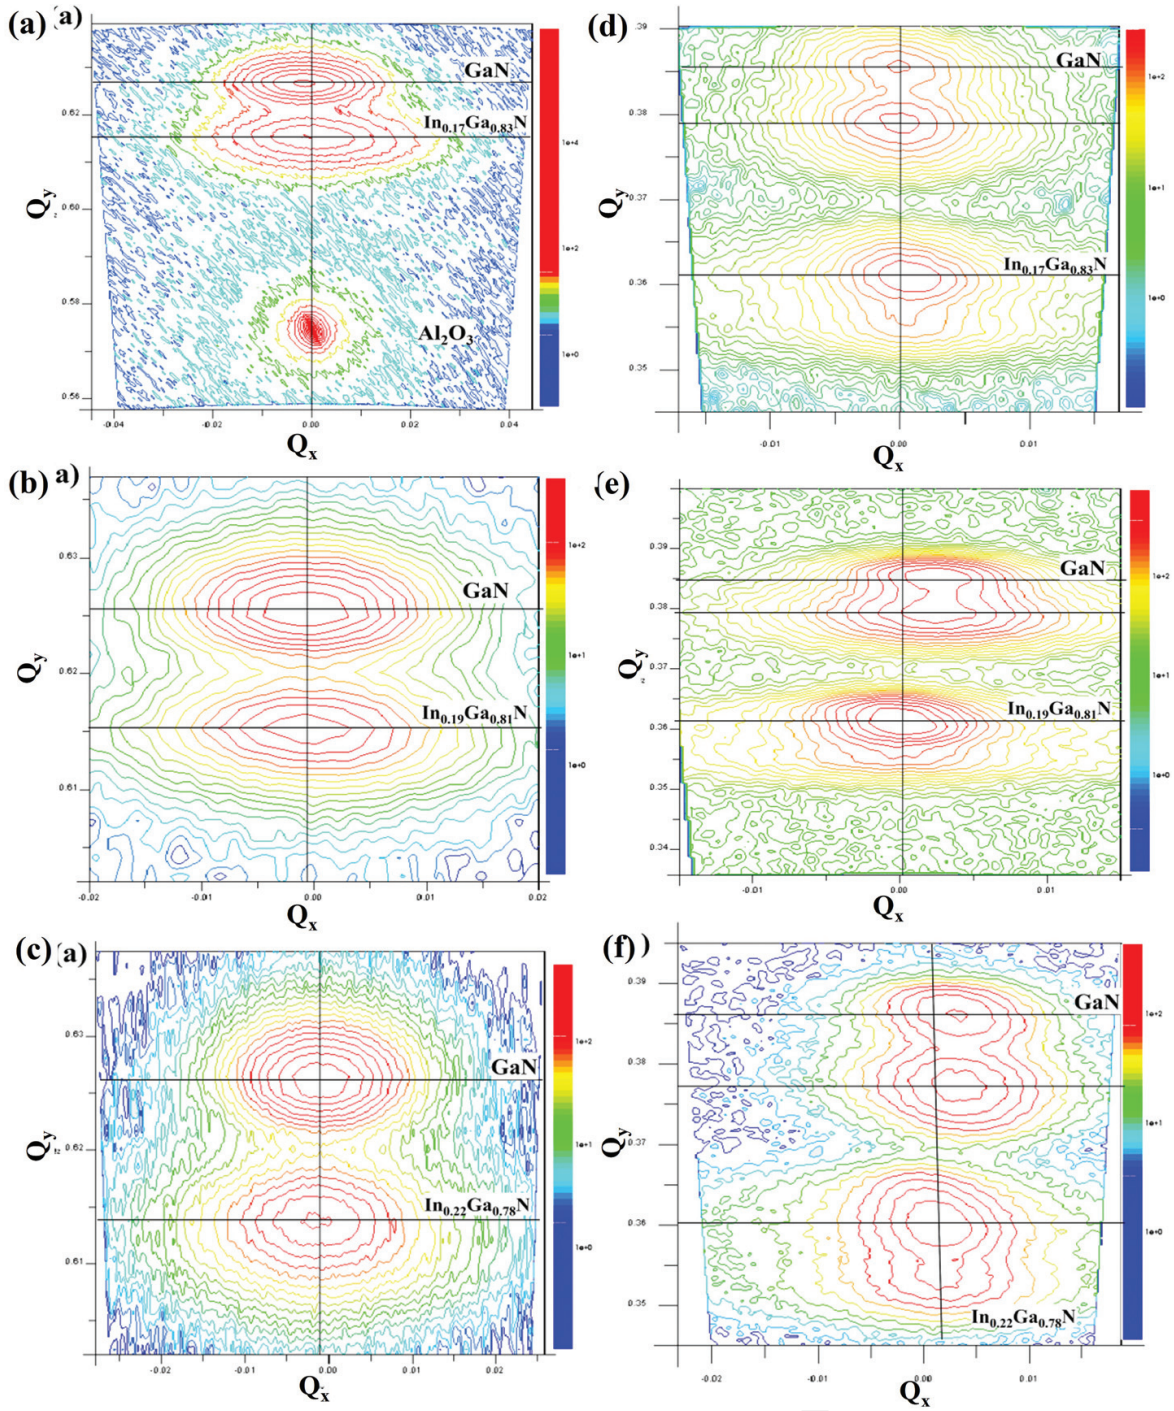 (a) a)
GaN
In0.17Ga0.83N
Al2O3
Qy
0.62
0.60
0.58
0.56
-0.04 -0.02 0.00 0.02 0.04
Qx
1e+4
1e+2
1e+0
(d)
GaN
In0.17Ga0.83N
Qy
0.39
0.38
0.37
0.36
0.35
-0.01 0.00 0.01
Qx
1e+2
1e+1
1e+0
(b) a)
GaN
In0.19Ga0.81N
Qy
0.63
0.62
0.61
-0.02 -0.01 0.00 0.01 0.02
Qx
1e+2
1e+1
1e+0
(e)
GaN
In0.19Ga0.81N
Qy
0.39
0.38
0.37
0.36
0.35
0.34
-0.01 0.00 0.01
Qx
1e+2
1e+1
1e+0
(c) (a)
GaN
In0.22Ga0.78N
Qy
0.63
0.62
0.61
-0.02 -0.01 0.00 0.01 0.02
Qx
1e+2
1e+1
1e+0
(f) )
GaN
In0.22Ga0.78N
Qy
0.39
0.38
0.37
0.36
0.35
-0.02 -0.01 0.00 0.01
Qx
1e+2
1e+1
1e+0